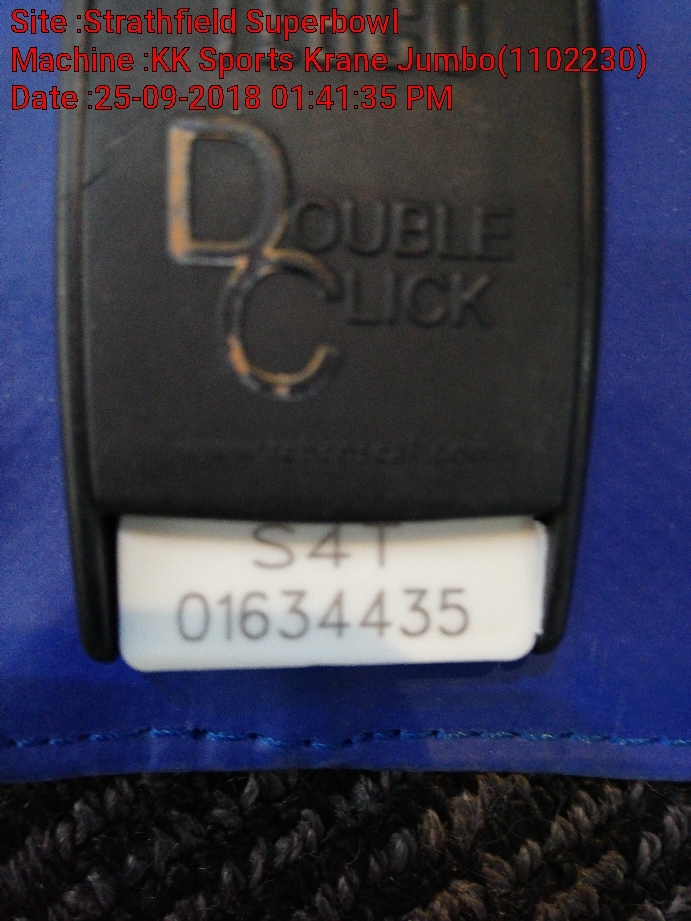 Site :Strathfield Superbowl
Machine :KK Sports Krane Jumbo(1102230)
Date :25-09-2018 01:41:35 PM
DOUBLE
CLICK
S4T
01634435